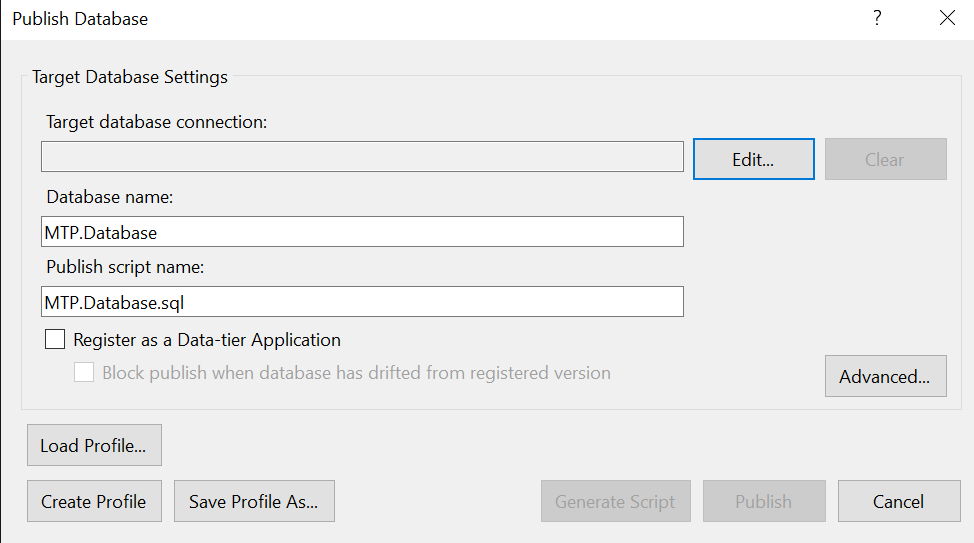 Publish Database
?
Target Database Settings
Target database connection:
Edit...
Clear
Database name:
MTP.Database
Publish script name:
MTP.Database.sql
Register as a Data-tier Application
Block publish when database has drifted from registered version
Advanced...
Load Profile...
Create Profile
Save Profile As...
Generate Script
Publish
Cancel